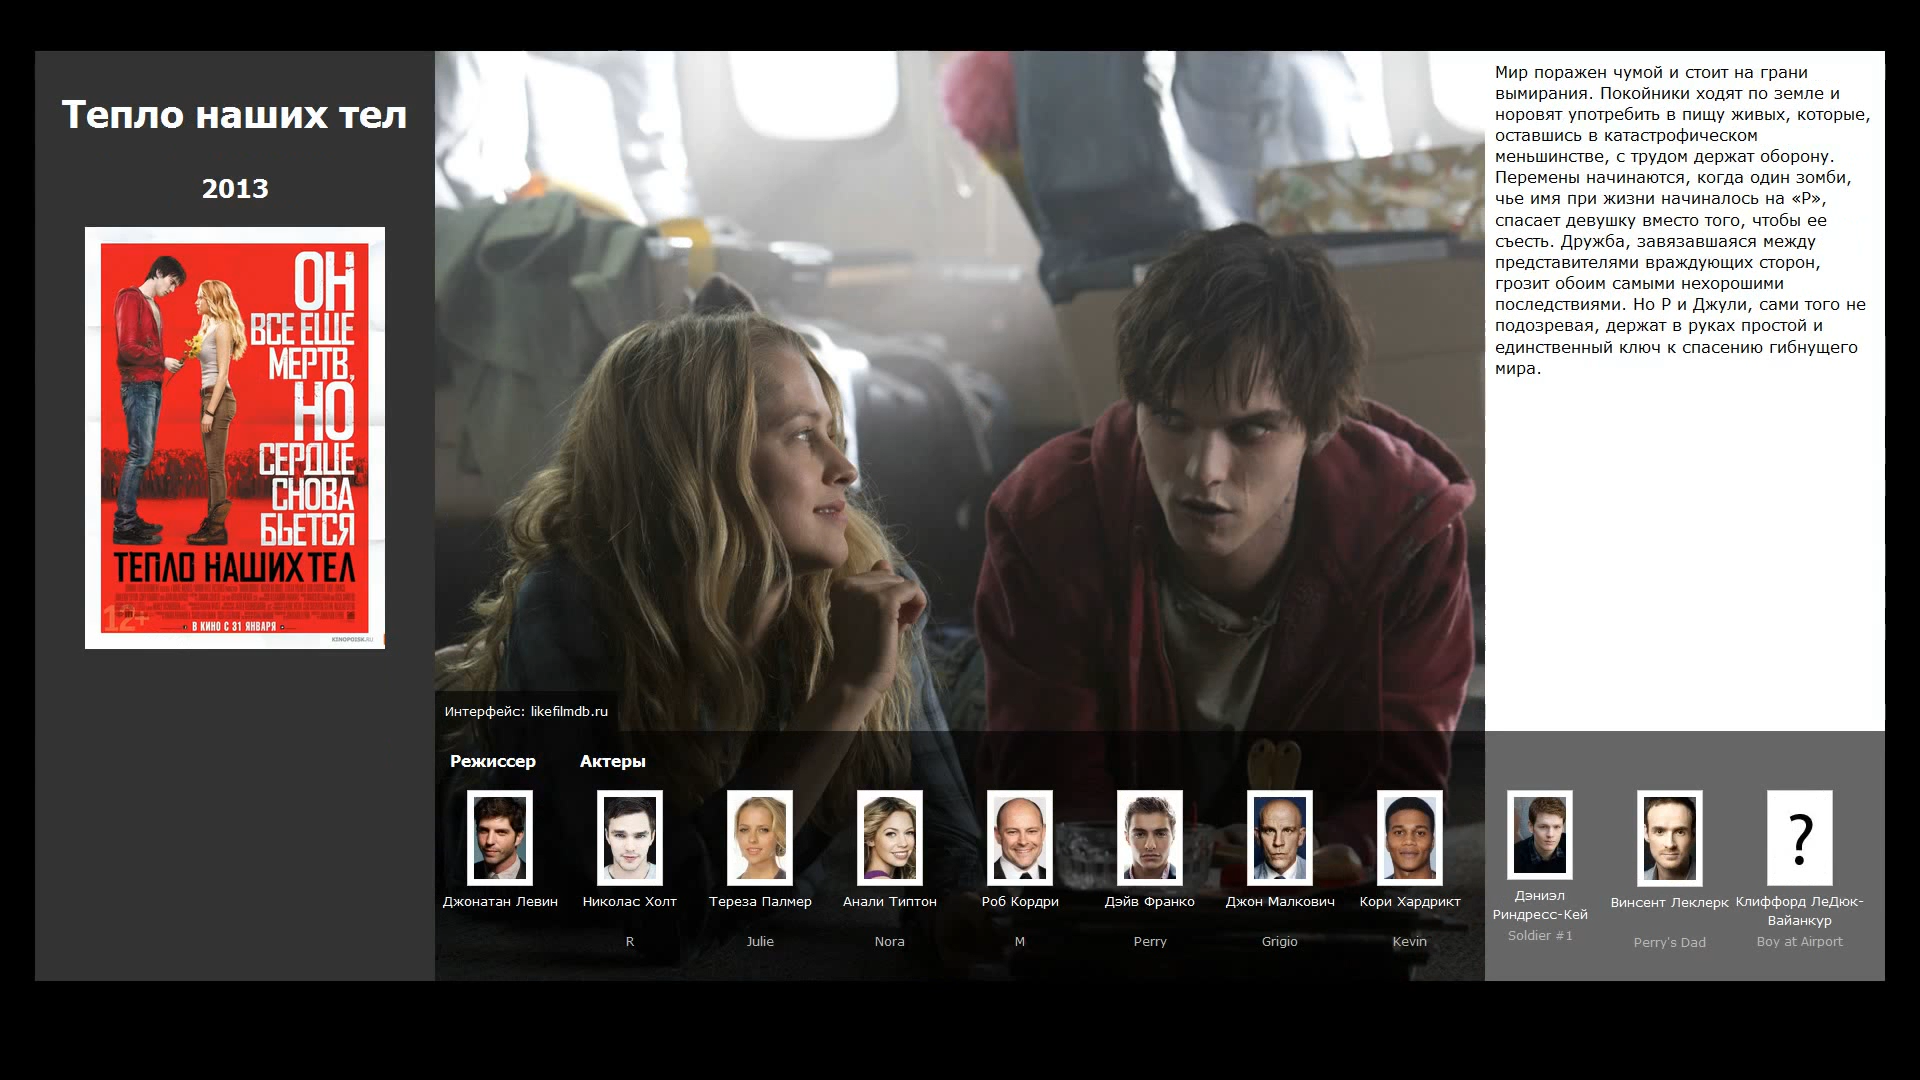 Тепло наших тел
2013
ОН
ВСЕ ЕЩЕ
МЕРТВ,
НО
СЕРДЦЕ
СНОВА
БЬЕТСЯ
ТЕПЛО НАШИХ ТЕЛ
12+
В КИНО С 31 ЯНВАРЯ
KINOPOISK.RU
Мир поражен чумой и стоит на грани
вымирания. Покойники ходят по земле и
норовят употребить в пищу живых, которые,
оставшись в катастрофическом
меньшинстве, с трудом держат оборону.
Перемены начинаются, когда один зомби,
чье имя при жизни начиналось на «Р»,
спасает девушку вместо того, чтобы ее
съесть. Дружба, завязавшаяся между
представителями враждующих сторон,
грозит обоим самыми нехорошими
последствиями. Но Р и Джули, сами того не
подозревая, держат в руках простой и
единственный ключ к спасению гибнущего
мира.
Интерфейс: likefilmdb.ru
Режиссер
Актеры
Джонатан Левин
Николас Холт
R
Тереза Палмер
Julie
Анали Типтон
Nora
Роб Кордри
M
Дэйв Франко
Perry
Джон Малкович
Grigio
Кори Хардрикт
Kevin
Дэниэл
Риндресс-Кей
Soldier #1
Винсент Леклерк
Perry's Dad
?
Клиффорд ЛеДюк-
Вайанкур
Boy at Airport